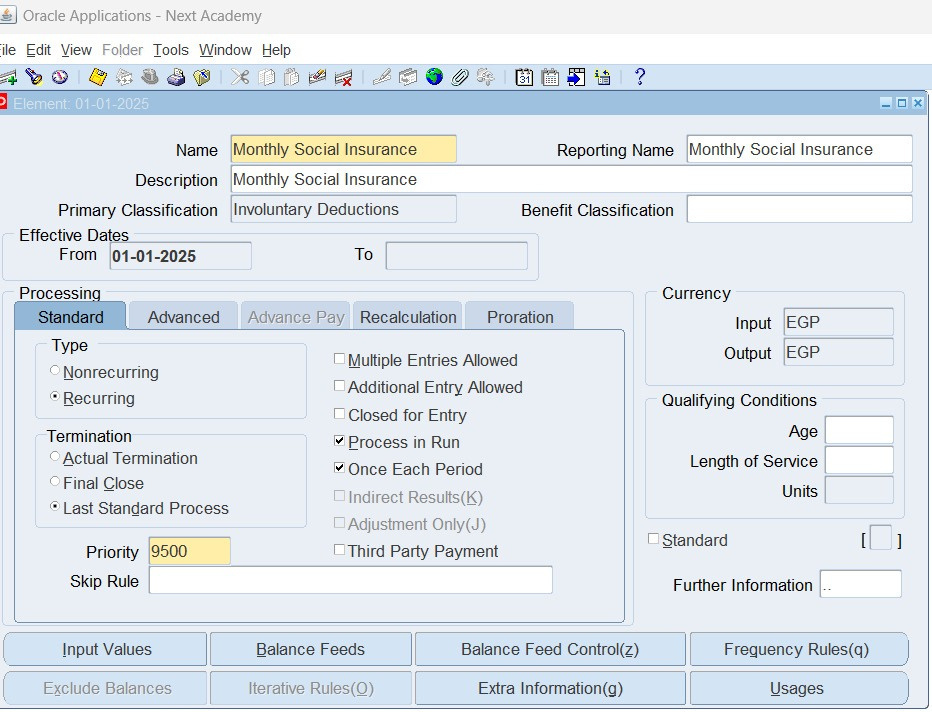 Oracle Applications - Next Academy
File Edit View Folder Tools Window Help
Element: 01-01-2025
Name Monthly Social Insurance Reporting Name Monthly Social Insurance
Description Monthly Social Insurance
Primary Classification Involuntary Deductions Benefit Classification
Effective Dates
From 01-01-2025 To
Processing
Standard Advanced Advance Pay Recalculation Proration
Type
Nonrecurring
Recurring
Termination
Actual Termination
Final Close
Last Standard Process
Multiple Entries Allowed
Additional Entry Allowed
Closed for Entry
Process in Run
Once Each Period
Indirect Results(K)
Adjustment Only(J)
Third Party Payment
Priority 9500
Skip Rule
Currency
Input EGP
Output EGP
Qualifying Conditions
Age
Length of Service
Units
Standard [ ]
Further Information ..
Input Values Balance Feeds Balance Feed Control(z) Frequency Rules(q)
Exclude Balances Iterative Rules(O) Extra Information(g) Usages